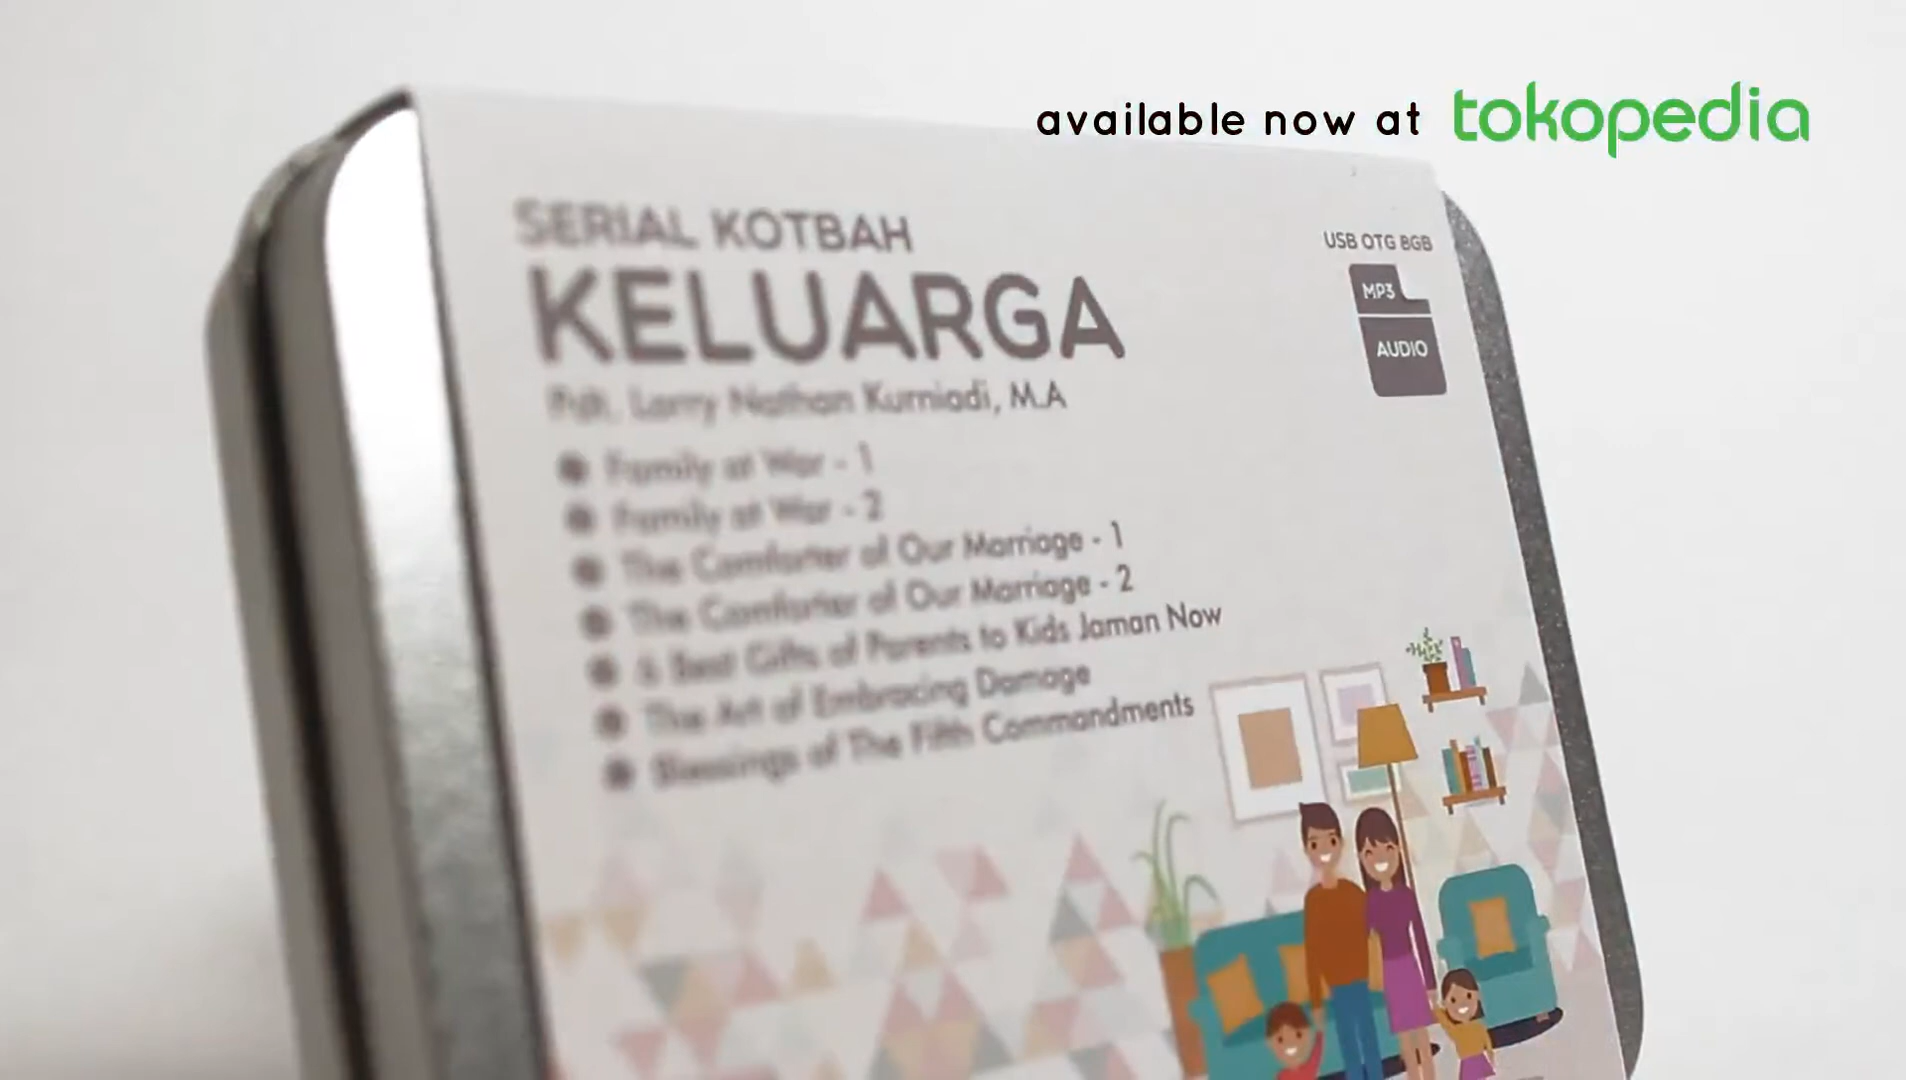 available now at tokopedia
SERIAL KOTBAH
KELUARGA
Pdt. Larry Nathan Kurniadi, M.A
USB OTG 8GB
MP3
AUDIO
Family at War - 1
Family at War - 2
The Comforter of Our Marriage - 1
The Comforter of Our Marriage - 2
6 Best Gifts of Parents to Kids Jaman Now
The Art of Embracing Damage
Blessings of The Fifth Commandments